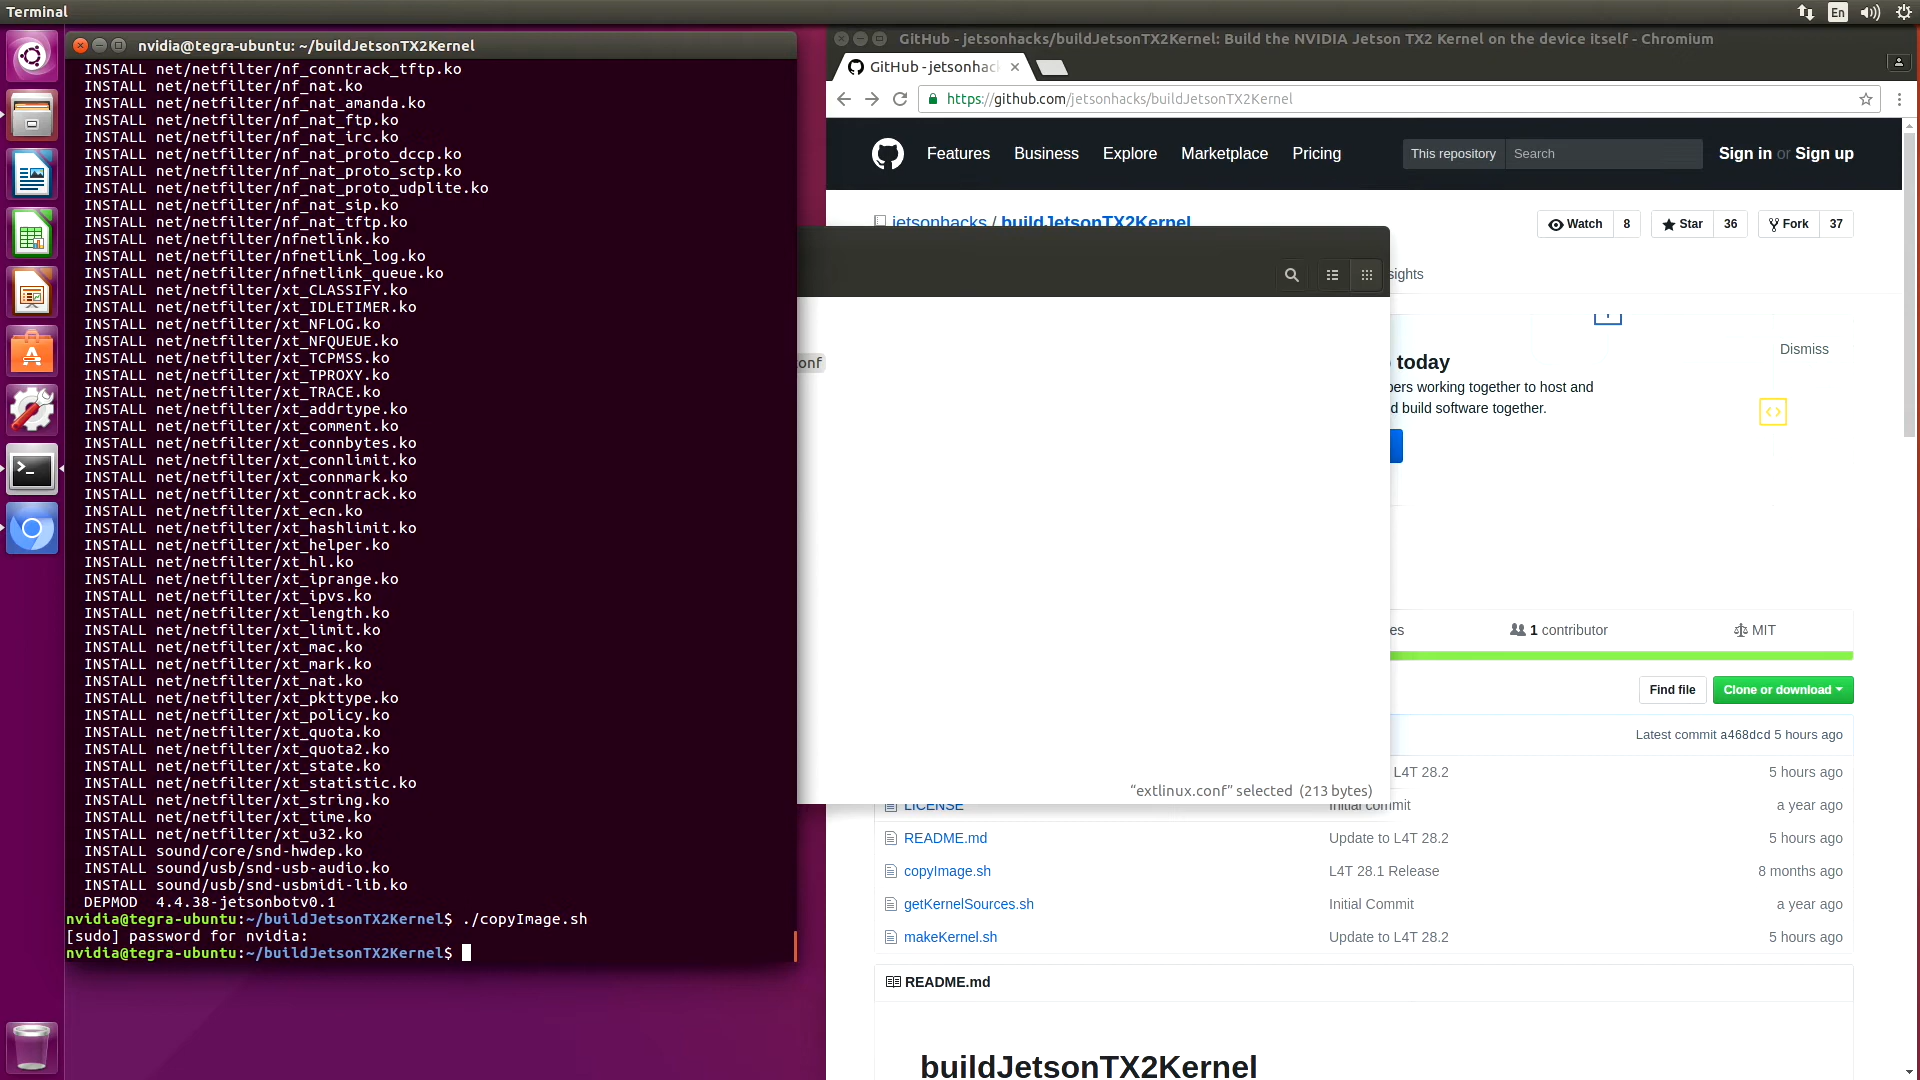 Terminal
En
nvidia@tegra-ubuntu: ~/buildJetsonTX2Kernel
INSTALL net/netfilter/nf_conntrack_tftp.ko
INSTALL net/netfilter/nf_nat.ko
INSTALL net/netfilter/nf_nat_amanda.ko
INSTALL net/netfilter/nf_nat_ftp.ko
INSTALL net/netfilter/nf_nat_irc.ko
INSTALL net/netfilter/nf_nat_proto_dccp.ko
INSTALL net/netfilter/nf_nat_proto_sctp.ko
INSTALL net/netfilter/nf_nat_proto_udplite.ko
INSTALL net/netfilter/nf_nat_sip.ko
INSTALL net/netfilter/nf_nat_tftp.ko
INSTALL net/netfilter/nfnetlink.ko
INSTALL net/netfilter/nfnetlink_log.ko
INSTALL net/netfilter/nfnetlink_queue.ko
INSTALL net/netfilter/xt_CLASSIFY.ko
INSTALL net/netfilter/xt_IDLETIMER.ko
INSTALL net/netfilter/xt_NFLOG.ko
INSTALL net/netfilter/xt_NFQUEUE.ko
INSTALL net/netfilter/xt_TCPMSS.ko
INSTALL net/netfilter/xt_TPROXY.ko
INSTALL net/netfilter/xt_TRACE.ko
INSTALL net/netfilter/xt_addrtype.ko
INSTALL net/netfilter/xt_comment.ko
INSTALL net/netfilter/xt_connbytes.ko
INSTALL net/netfilter/xt_connlimit.ko
INSTALL net/netfilter/xt_connmark.ko
INSTALL net/netfilter/xt_conntrack.ko
INSTALL net/netfilter/xt_ecn.ko
INSTALL net/netfilter/xt_hashlimit.ko
INSTALL net/netfilter/xt_helper.ko
INSTALL net/netfilter/xt_hl.ko
INSTALL net/netfilter/xt_iprange.ko
INSTALL net/netfilter/xt_ipvs.ko
INSTALL net/netfilter/xt_length.ko
INSTALL net/netfilter/xt_limit.ko
INSTALL net/netfilter/xt_mac.ko
INSTALL net/netfilter/xt_mark.ko
INSTALL net/netfilter/xt_nat.ko
INSTALL net/netfilter/xt_pkttype.ko
INSTALL net/netfilter/xt_policy.ko
INSTALL net/netfilter/xt_quota.ko
INSTALL net/netfilter/xt_quota2.ko
INSTALL net/netfilter/xt_state.ko
INSTALL net/netfilter/xt_statistic.ko
INSTALL net/netfilter/xt_string.ko
INSTALL net/netfilter/xt_time.ko
INSTALL net/netfilter/xt_u32.ko
INSTALL sound/core/snd-hwdep.ko
INSTALL sound/usb/snd-usb-audio.ko
INSTALL sound/usb/snd-usbmidi-lib.ko
DEPMOD 4.4.38-jetsonbotv0.1
nvidia@tegra-ubuntu:~/buildJetsonTX2Kernel$ ./copyImage.sh
[sudo] password for nvidia:
nvidia@tegra-ubuntu:~/buildJetsonTX2Kernel$
GitHub - jetsonhacks/buildJetsonTX2Kernel: Build the NVIDIA Jetson TX2 Kernel on the device itself - Chromium
GitHub - jetsonhac
https://github.com/jetsonhacks/buildJetsonTX2Kernel
Features Business Explore Marketplace Pricing This repository Search Sign in or Sign up
jetsonhacks / buildJetsonTX2Kernel
Watch 8 Star 36 Fork 37
sights
onf
today
Dismiss
pers working together to host and
d build software together.
es 1 contributor MIT
Find file Clone or download
Latest commit a468dcd 5 hours ago
"extlinux.conf" selected (213 bytes)
L4T 28.2 5 hours ago
LICENSE Initial commit a year ago
README.md Update to L4T 28.2 5 hours ago
copyImage.sh L4T 28.1 Release 8 months ago
getKernelSources.sh Initial Commit a year ago
makeKernel.sh Update to L4T 28.2 5 hours ago
README.md
buildJetsonTX2Kernel